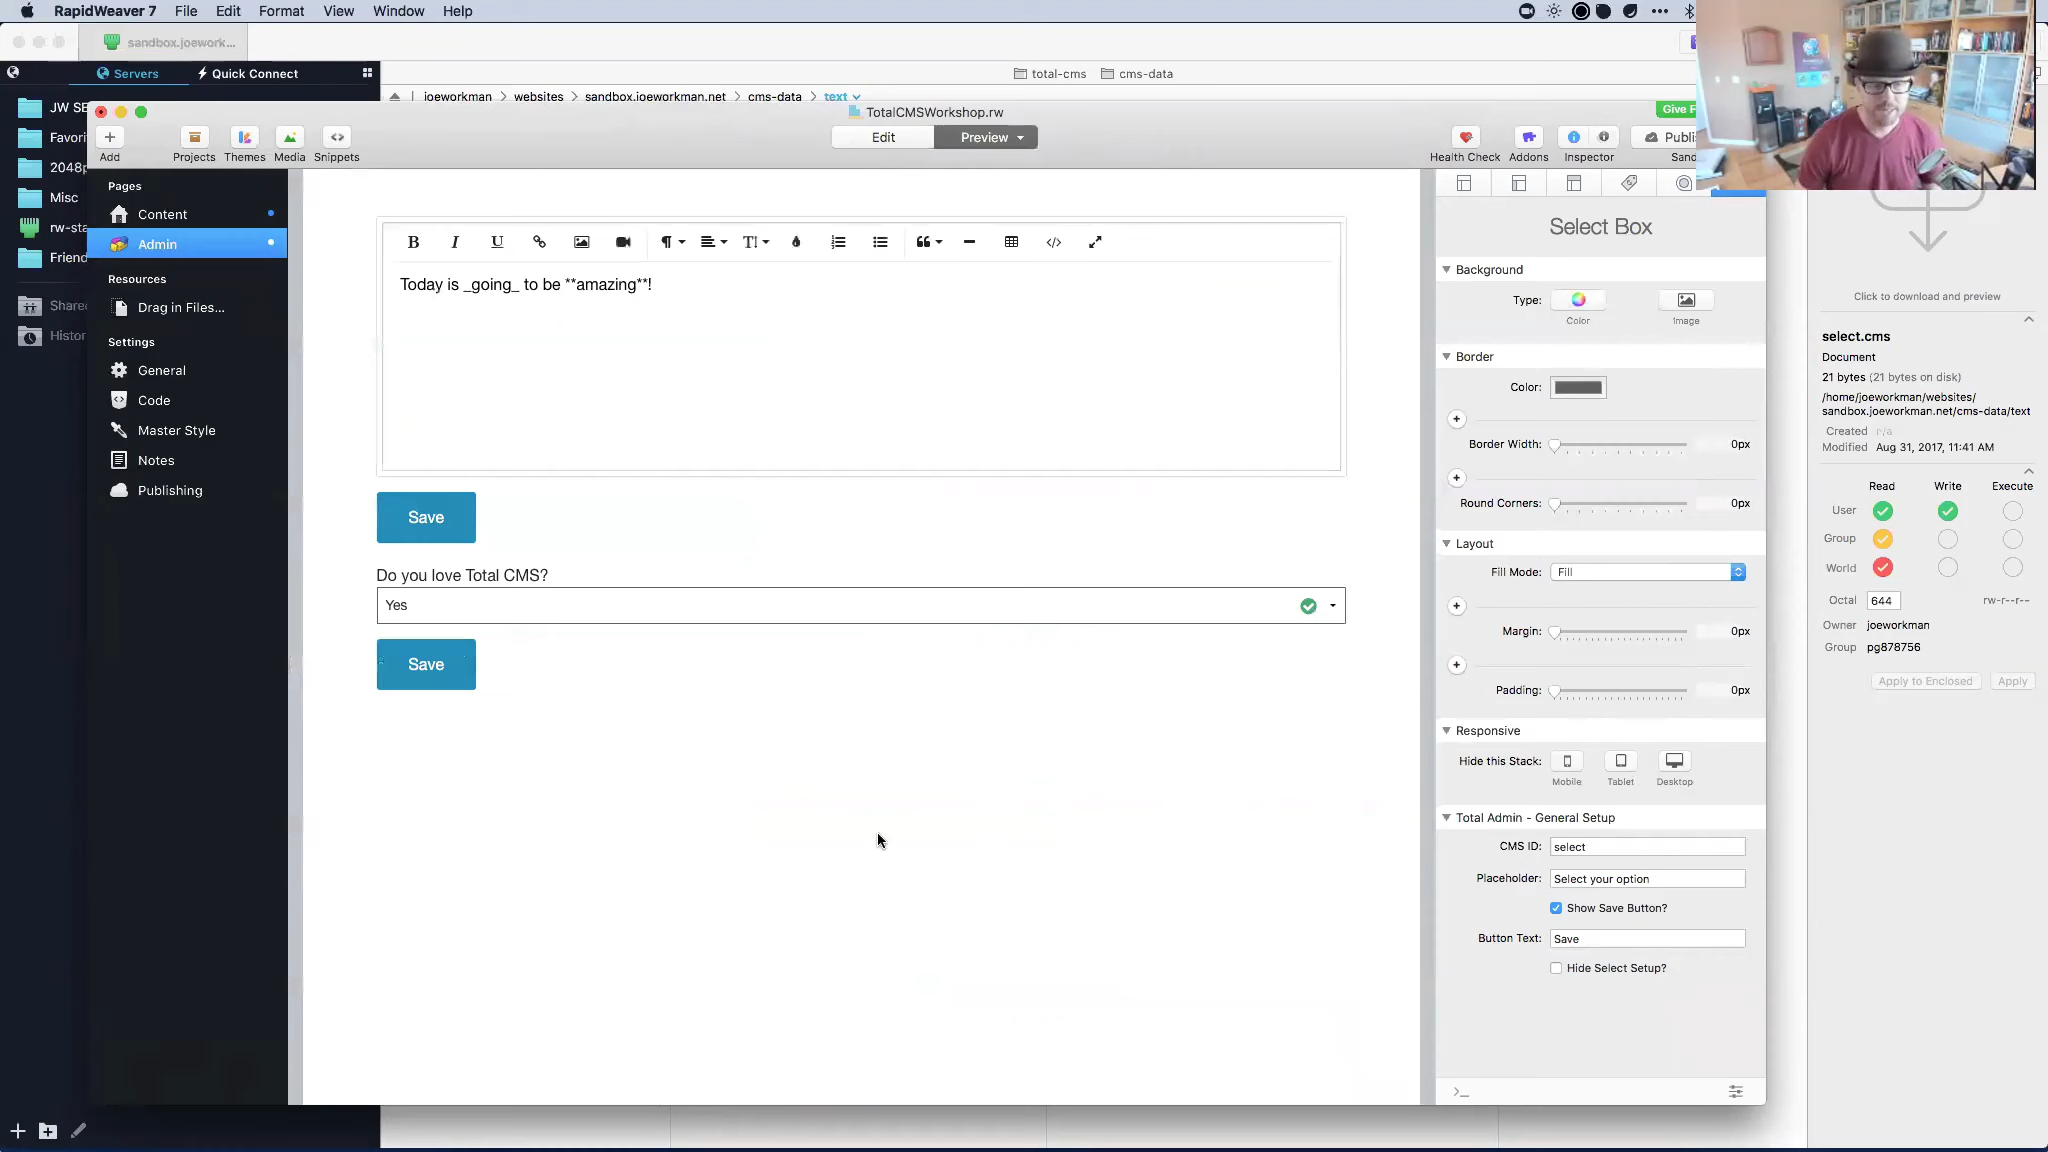 RapidWeaver 7 File Edit Format View Window Help
sandbox.joework...
Servers Quick Connect
total-cms cms-data
joeworkman websites sandbox.joeworkman.net cms-data text
JW SE
Favori
2048p
Misc
rw-sta
Friend
Share
Histor
TotalCMSWorkshop.rw
Give F
Add Projects Themes Media Snippets
Edit Preview
Health Check Addons Inspector
Publi
Sand
Pages
Content
Admin
Resources
Drag in Files...
Settings
General
Code
Master Style
Notes
Publishing
B I U
Today is _going_ to be **amazing**!
Save
Do you love Total CMS?
Yes
Save
Select Box
Background
Type:
Color Image
Border
Color:
Border Width: 0px
Round Corners: 0px
Layout
Fill Mode: Fill
Margin: 0px
Padding: 0px
Responsive
Hide this Stack:
Mobile Tablet Desktop
Total Admin - General Setup
CMS ID: select
Placeholder: Select your option
Show Save Button?
Button Text: Save
Hide Select Setup?
Click to download and preview
select.cms
Document
21 bytes (21 bytes on disk)
/home/joeworkman/websites/
sandbox.joeworkman.net/cms-data/text
Created n/a
Modified Aug 31, 2017, 11:41 AM
Read Write Execute
User
Group
World
Octal 644 rw-r--r--
Owner joeworkman
Group pg878756
Apply to Enclosed Apply